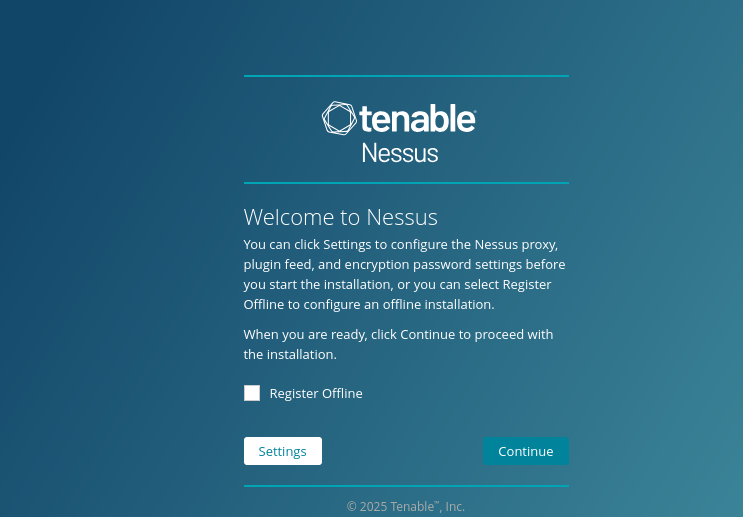 tenable
Nessus
Welcome to Nessus
You can click Settings to configure the Nessus proxy,
plugin feed, and encryption password settings before
you start the installation, or you can select Register
Offline to configure an offline installation.
When you are ready, click Continue to proceed with
the installation.
Register Offline
Settings
Continue
© 2025 Tenable™, Inc.